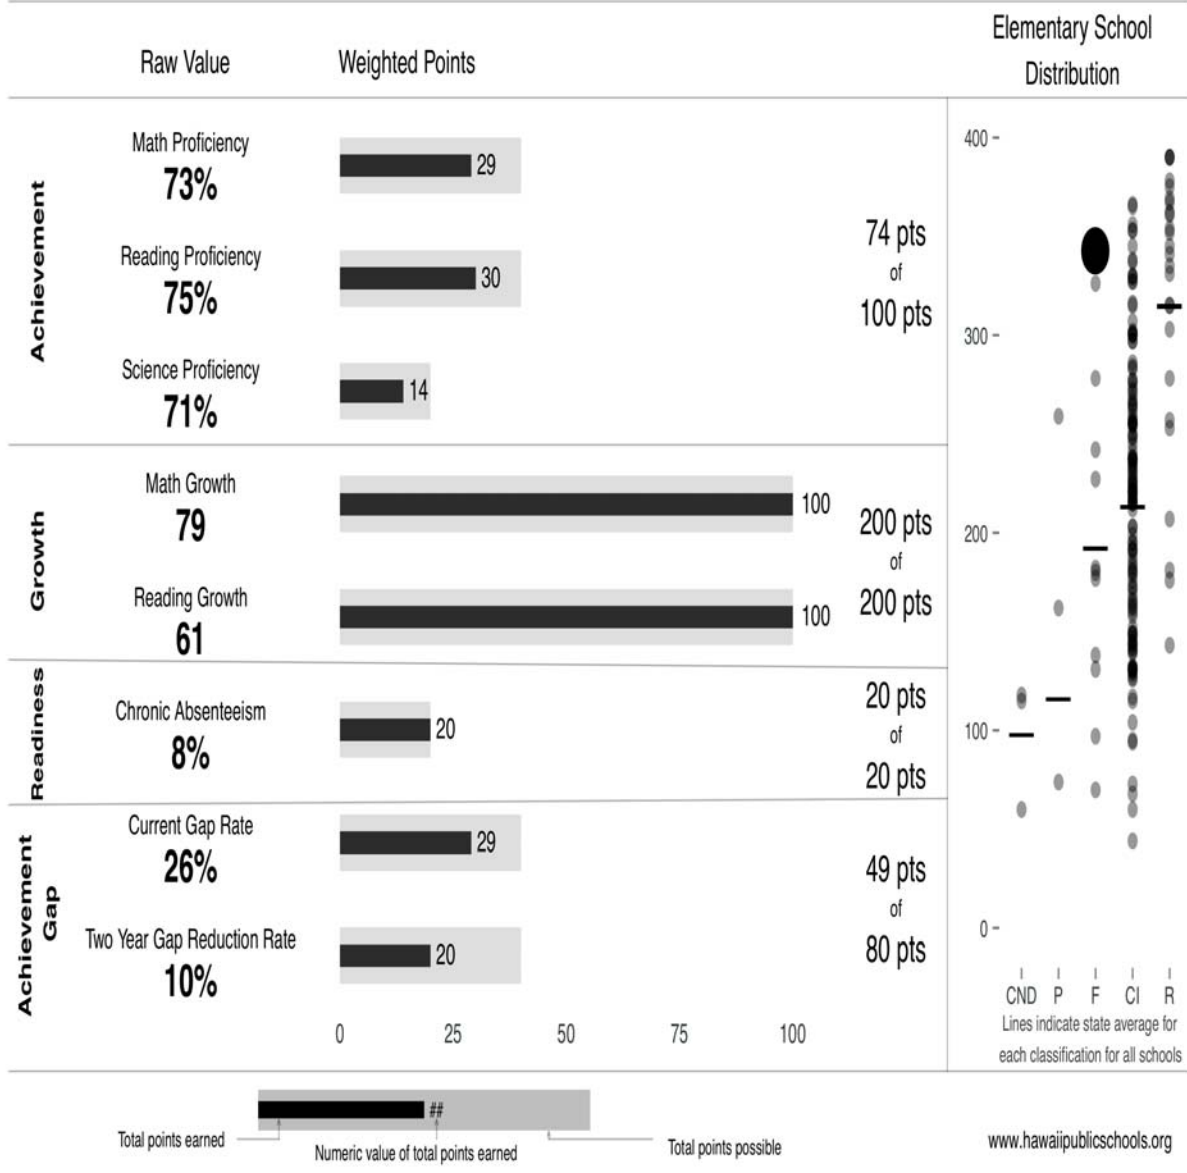 Raw Value
Weighted Points
Elementary School
Distribution
Achievement
Math Proficiency
73%
29
Reading Proficiency
75%
30
Science Proficiency
71%
14
74 pts
of
100 pts
Growth
Math Growth
79
100
Reading Growth
61
100
200 pts
of
200 pts
Readiness
Chronic Absenteeism
8%
20
20 pts
of
20 pts
Achievement
Gap
Current Gap Rate
26%
29
Two Year Gap Reduction Rate
10%
20
49 pts
of
80 pts
0 25 50 75 100
400
300
200
100
0
CND P F CI R
Lines indicate state average for
each classification for all schools
##
Total points earned
Numeric value of total points earned
Total points possible
www.hawaiipublicschools.org